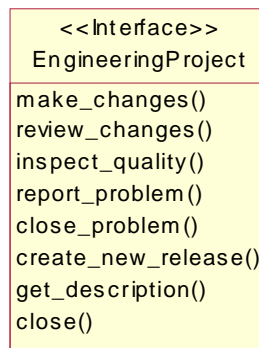 <<Interface>>
EngineeringProject
make_changes()
review_changes()
inspect_quality()
report_problem()
close_problem()
create_new_release()
get_description()
close()